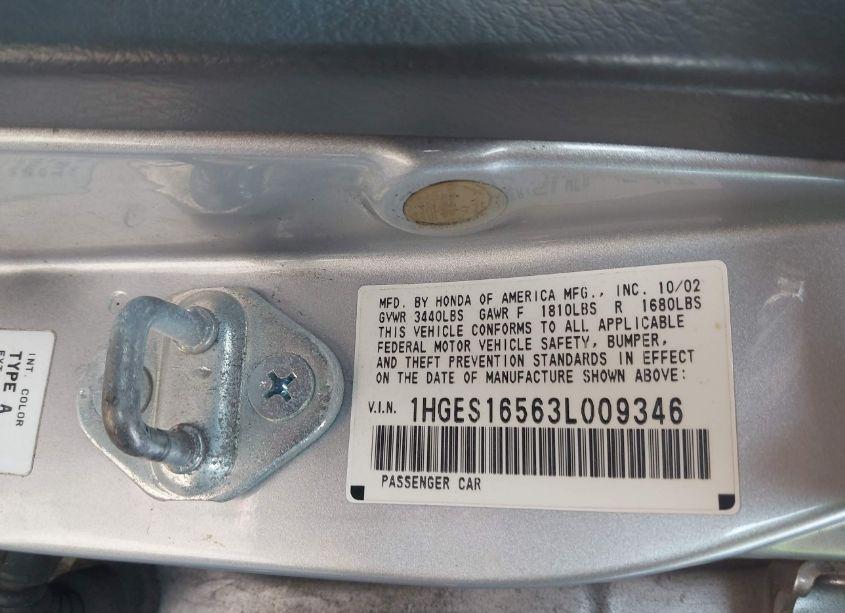 MFD. BY HONDA OF AMERICA MFG., INC. 10/02
GVWR 3440LBS GAWR F 1810LBS R 1680LBS
THIS VEHICLE CONFORMS TO ALL APPLICABLE
FEDERAL MOTOR VEHICLE SAFETY, BUMPER,
AND THEFT PREVENTION STANDARDS IN EFFECT
ON THE DATE OF MANUFACTURE SHOWN ABOVE:
V.I.N. 1HGES16563L009346
PASSENGER CAR
INT. COLOR
TYPE A
EXT.